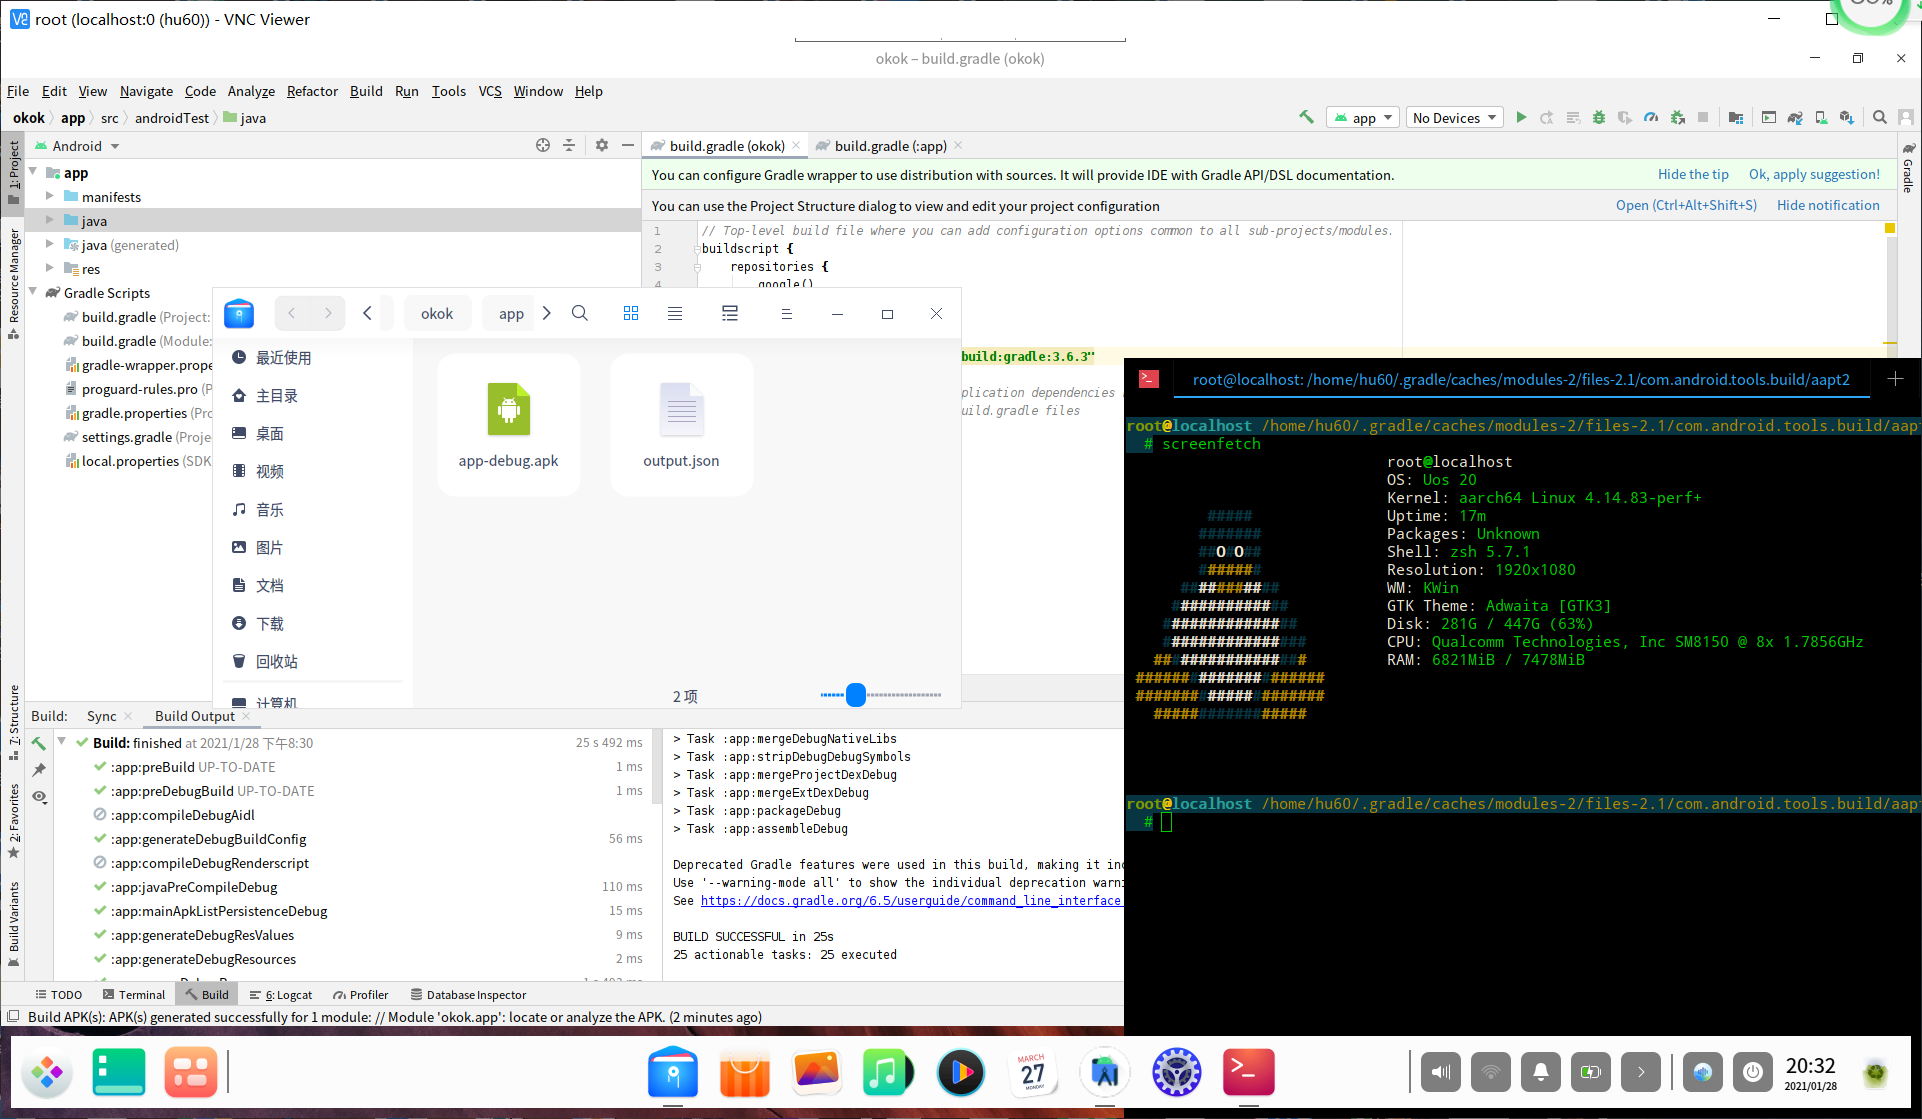 root (localhost:0 (hu60)) - VNC Viewer
okok – build.gradle (okok)
File Edit View Navigate Code Analyze Refactor Build Run Tools VCS Window Help
okok app src androidTest java
app No Devices
Android
build.gradle (okok) build.gradle (:app)
1: Project
Resource Manager
7: Structure
2: Favorites
Build Variants
Gradle
app
manifests
java
java (generated)
res
Gradle Scripts
build.gradle (Project:
build.gradle (Module:
gradle-wrapper.prope
proguard-rules.pro (P
gradle.properties (Pro
settings.gradle (Proje
local.properties (SDK
You can configure Gradle wrapper to use distribution with sources. It will provide IDE with Gradle API/DSL documentation. Hide the tip Ok, apply suggestion!
You can use the Project Structure dialog to view and edit your project configuration Open (Ctrl+Alt+Shift+S) Hide notification
1 // Top-level build file where you can add configuration options common to all sub-projects/modules.
2 buildscript {
3 repositories {
4 google()
build:gradle:3.6.3"
plication dependencies
uild.gradle files
okok app
最近使用
主目录
桌面
视频
音乐
图片
文档
下载
回收站
计算机
app-debug.apk
output.json
2 项
root@localhost: /home/hu60/.gradle/caches/modules-2/files-2.1/com.android.tools.build/aapt2
root@localhost /home/hu60/.gradle/caches/modules-2/files-2.1/com.android.tools.build/aap
# screenfetch
root@localhost
OS: Uos 20
Kernel: aarch64 Linux 4.14.83-perf+
Uptime: 17m
Packages: Unknown
Shell: zsh 5.7.1
Resolution: 1920x1080
WM: KWin
GTK Theme: Adwaita [GTK3]
Disk: 281G / 447G (63%)
CPU: Qualcomm Technologies, Inc SM8150 @ 8x 1.7856GHz
RAM: 6821MiB / 7478MiB
root@localhost /home/hu60/.gradle/caches/modules-2/files-2.1/com.android.tools.build/aap
#
Build: Sync Build Output
Build: finished at 2021/1/28 下午8:30 25 s 492 ms
:app:preBuild UP-TO-DATE 1 ms
:app:preDebugBuild UP-TO-DATE 1 ms
:app:compileDebugAidl
:app:generateDebugBuildConfig 56 ms
:app:compileDebugRenderscript
:app:javaPreCompileDebug 110 ms
:app:mainApkListPersistenceDebug 15 ms
:app:generateDebugResValues 9 ms
:app:generateDebugResources 2 ms
> Task :app:mergeDebugNativeLibs
> Task :app:stripDebugDebugSymbols
> Task :app:mergeProjectDexDebug
> Task :app:mergeExtDexDebug
> Task :app:packageDebug
> Task :app:assembleDebug
Deprecated Gradle features were used in this build, making it in
Use '--warning-mode all' to show the individual deprecation warni
See https://docs.gradle.org/6.5/userguide/command_line_interface
BUILD SUCCESSFUL in 25s
25 actionable tasks: 25 executed
TODO Terminal Build 6: Logcat Profiler Database Inspector
Build APK(s): APK(s) generated successfully for 1 module: // Module 'okok.app': locate or analyze the APK. (2 minutes ago)
MARCH
27
MONDAY
20:32
2021/01/28